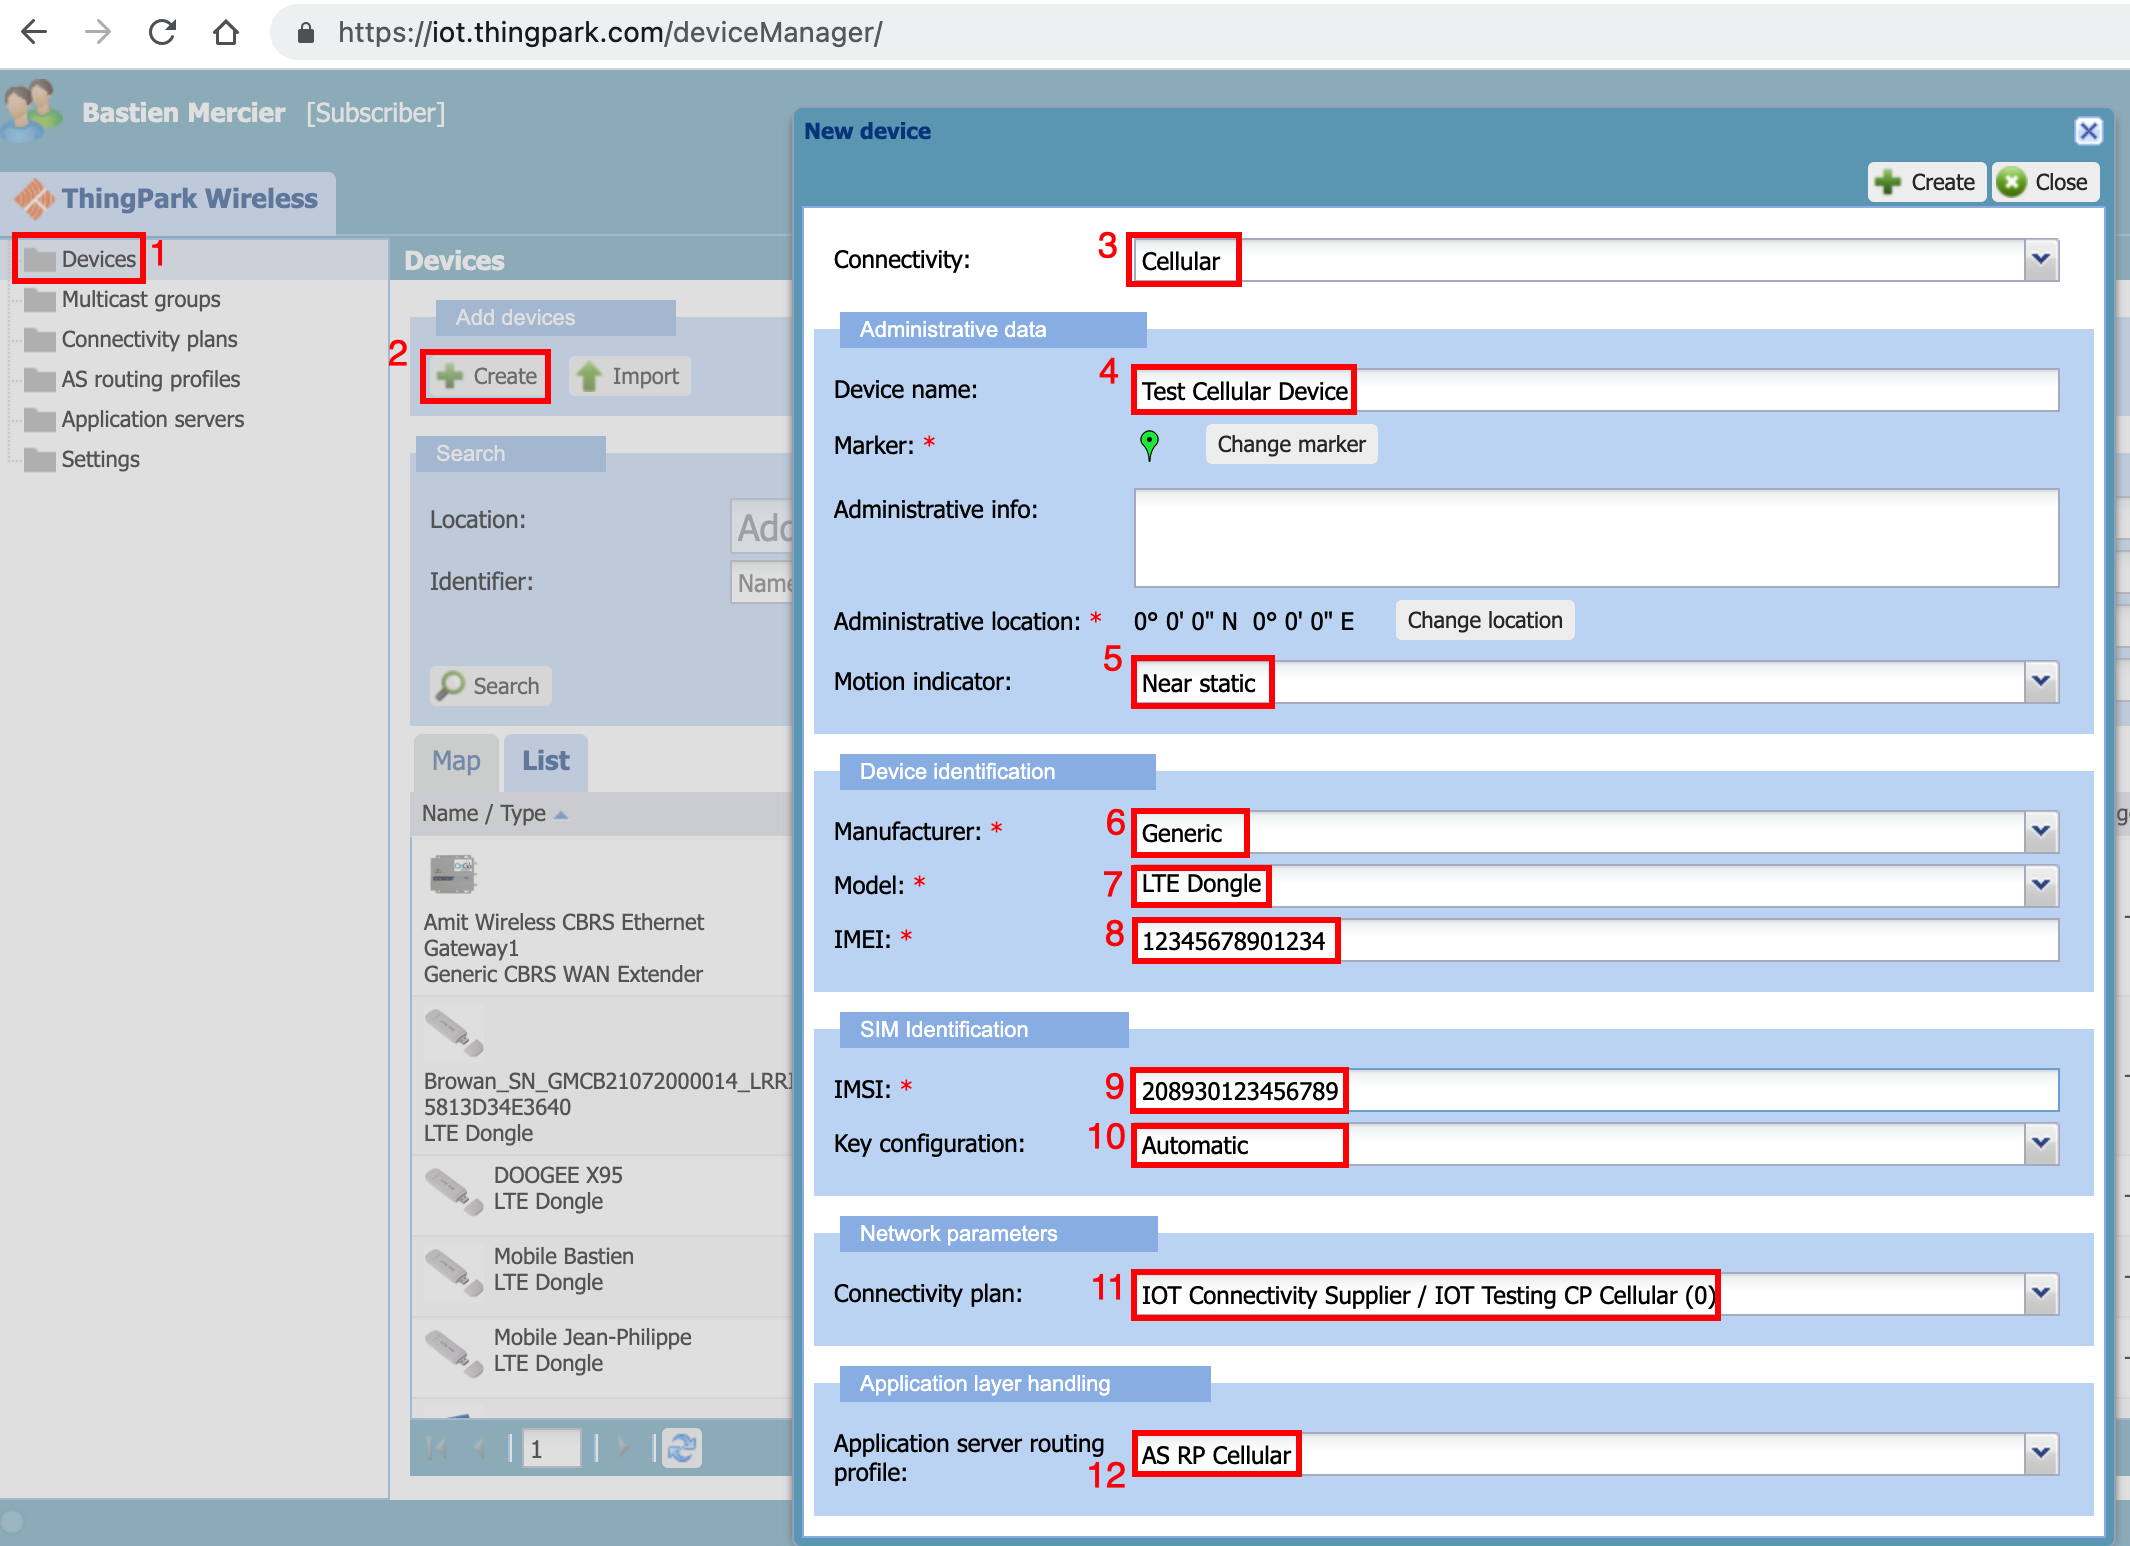 https://iot.thingpark.com/deviceManager/
Bastien Mercier [Subscriber]
ThingPark Wireless
Devices 1
Multicast groups
Connectivity plans
AS routing profiles
Application servers
Settings
Devices
Add devices
2 Create Import
Search
Location:
Identifier: Name
Search
Map List
Name / Type
Amit Wireless CBRS Ethernet
Gateway1
Generic CBRS WAN Extender
Browan_SN_GMCB21072000014_LRRI
5813D34E3640
LTE Dongle
DOOGEE X95
LTE Dongle
Mobile Bastien
LTE Dongle
Mobile Jean-Philippe
LTE Dongle
1
New device
Create Close
Connectivity: 3 Cellular
Administrative data
Device name: 4 Test Cellular Device
Marker: * Change marker
Administrative info:
Administrative location: * 0° 0' 0" N 0° 0' 0" E Change location
Motion indicator: 5 Near static
Device identification
Manufacturer: * 6 Generic
Model: * 7 LTE Dongle
IMEI: * 8 12345678901234
SIM Identification
IMSI: * 9 208930123456789
Key configuration: 10 Automatic
Network parameters
Connectivity plan: 11 IOT Connectivity Supplier / IOT Testing CP Cellular (0)
Application layer handling
Application server routing
profile: 12 AS RP Cellular